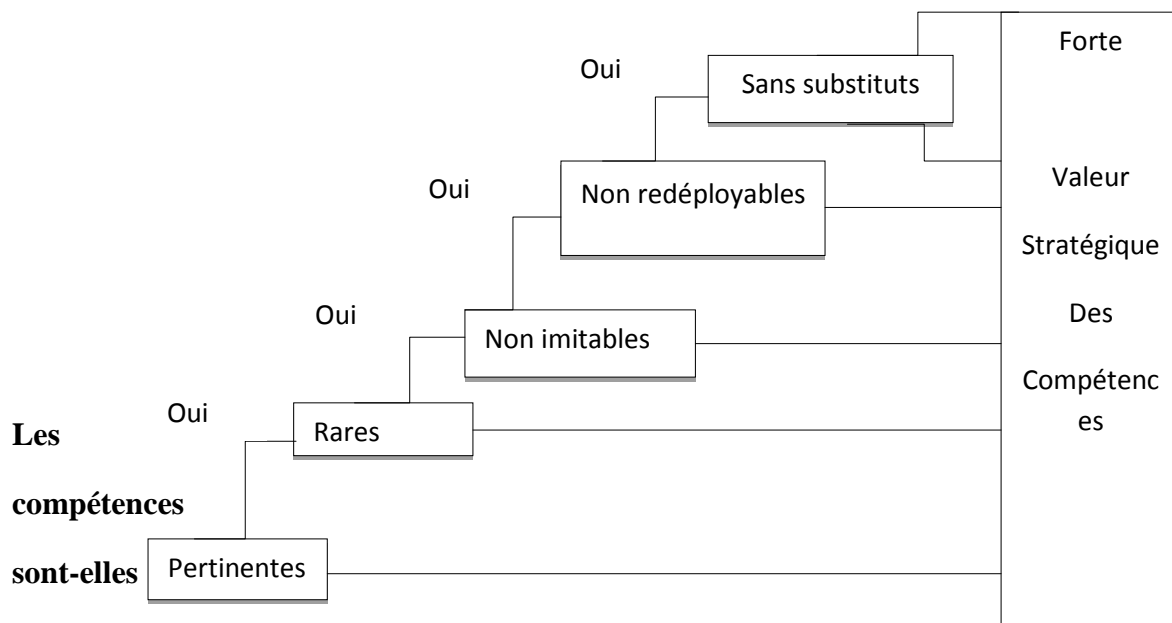 Forte
Oui
Sans substituts
Oui
Non redéployables
Valeur
Stratégique
Oui
Non imitables
Des
Compétenc
es
Oui
Rares
Les
compétences
sont-elles
Pertinentes